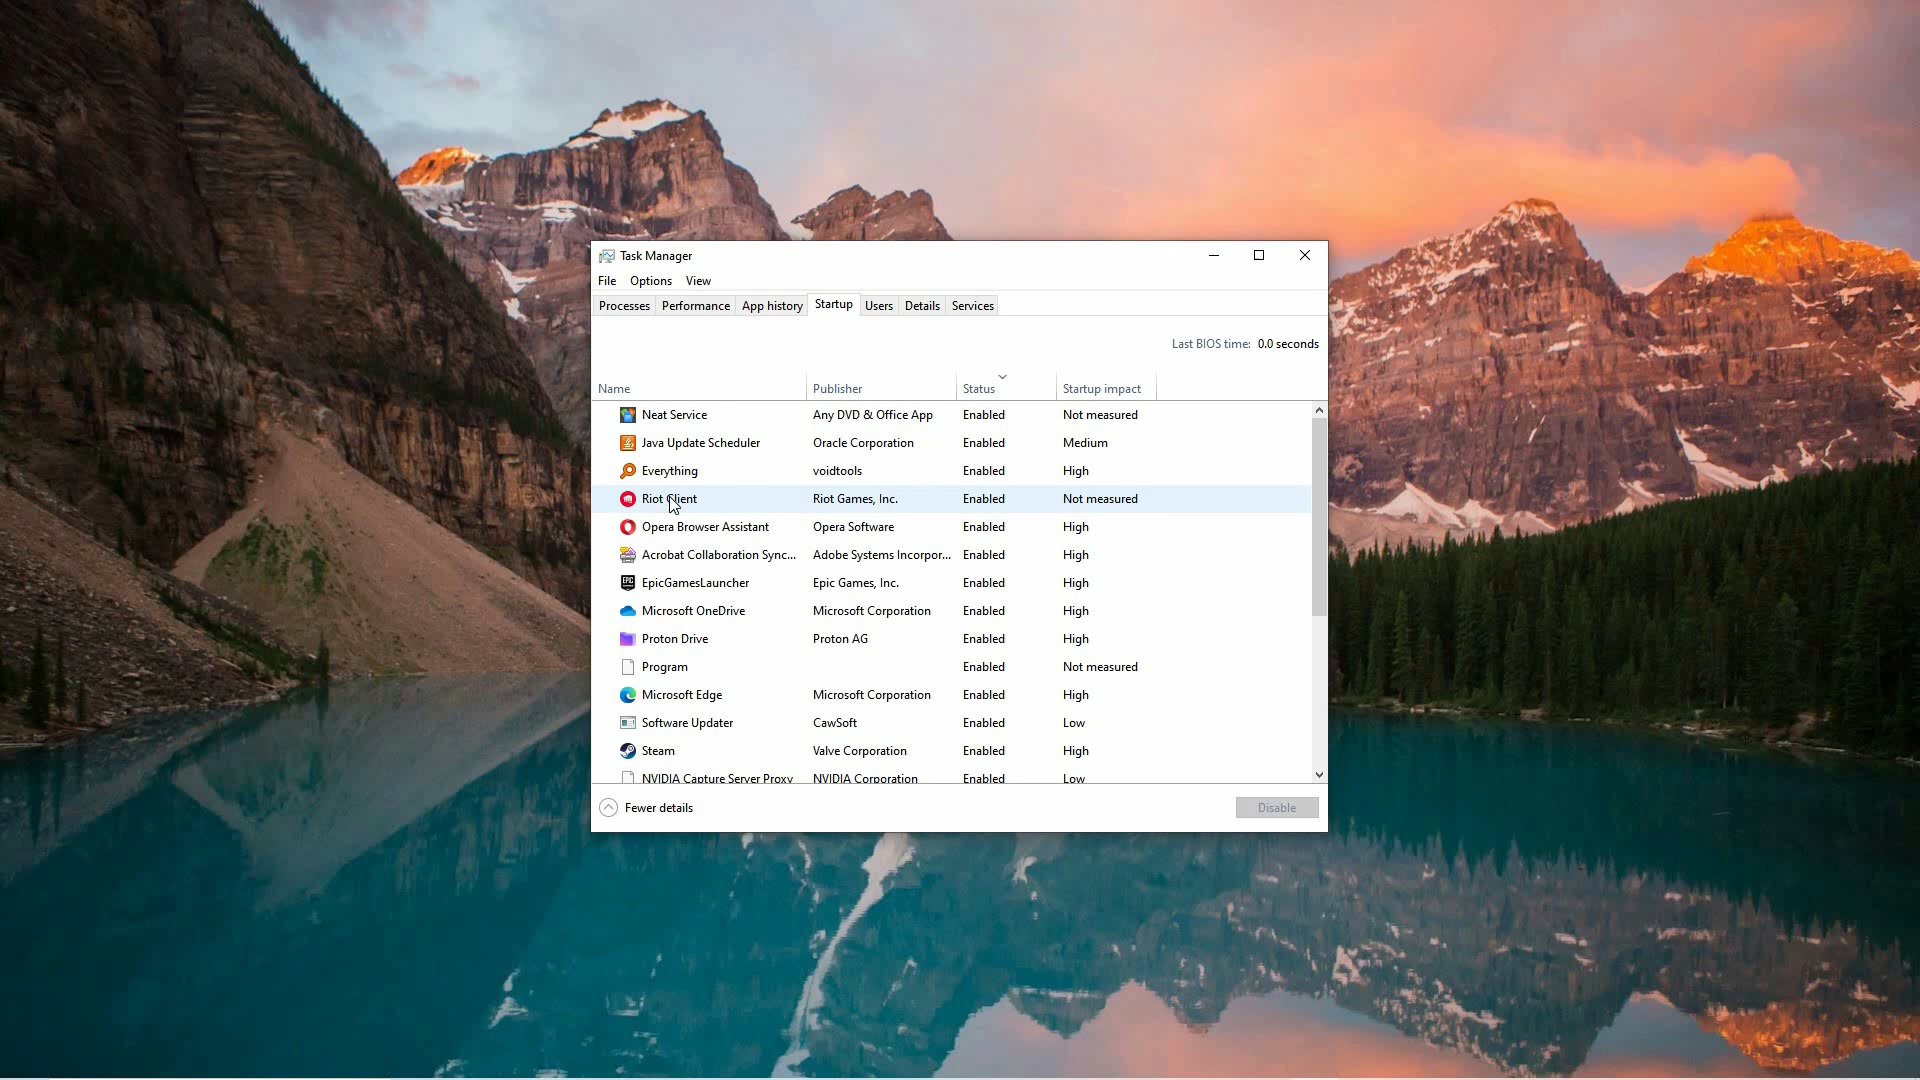 Task Manager
File Options View
Processes Performance App history Startup Users Details Services
Last BIOS time: 0.0 seconds
Name Publisher Status Startup impact
Neat Service Any DVD & Office App Enabled Not measured
Java Update Scheduler Oracle Corporation Enabled Medium
Everything voidtools Enabled High
Riot Client Riot Games, Inc. Enabled Not measured
Opera Browser Assistant Opera Software Enabled High
Acrobat Collaboration Sync... Adobe Systems Incorpor... Enabled High
EPIC EpicGamesLauncher Epic Games, Inc. Enabled High
Microsoft OneDrive Microsoft Corporation Enabled High
Proton Drive Proton AG Enabled High
Program Enabled Not measured
Microsoft Edge Microsoft Corporation Enabled High
Software Updater CawSoft Enabled Low
Steam Valve Corporation Enabled High
NVIDIA Capture Server Proxy NVIDIA Corporation Enabled Low
Fewer details Disable